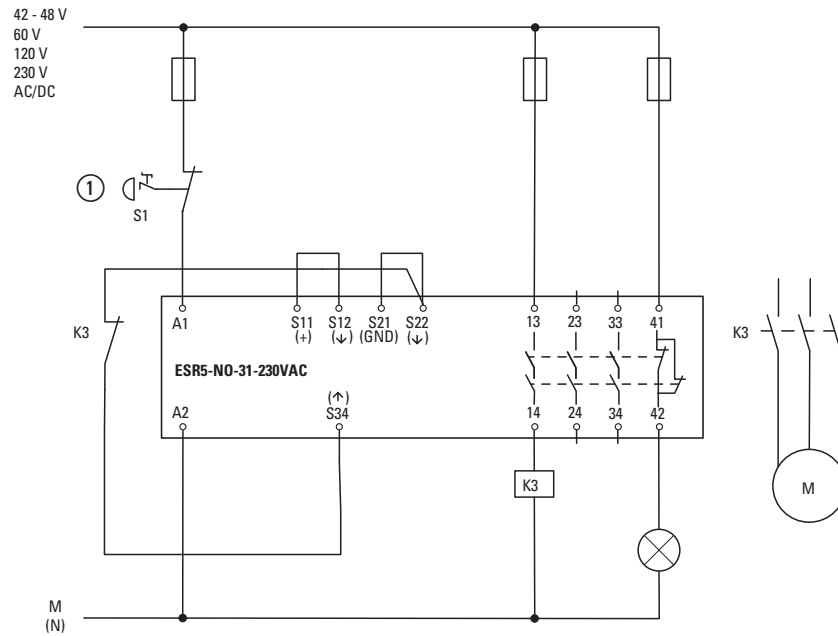 42 - 48 V
60 V
120 V
230 V
AC/DC
1
S1
K3
A1
S11
(+)
S12
(↓)
S21
(GND)
S22
(↓)
13
23
33
41
K3
ESR5-NO-31-230VAC
A2
(↑)
S34
14
24
34
42
K3
M
M
(N)